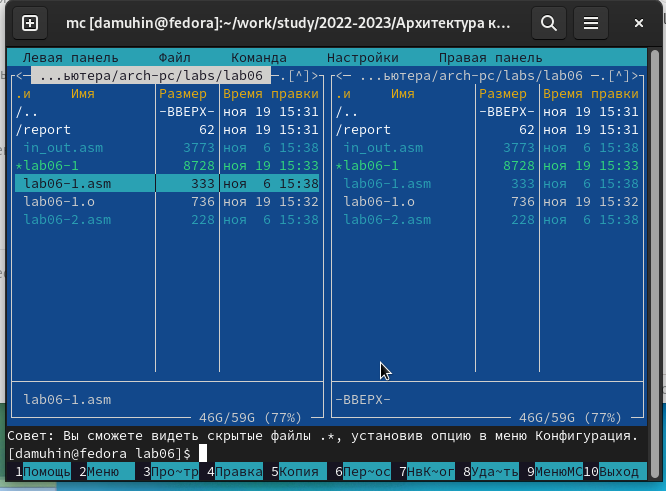 mc [damuhin@fedora]:~/work/study/2022-2023/Архитектура к...
Левая панель Файл Команда Настройки Правая панель
<─ ...ьютера/arch-pc/labs/lab06 ─.[^]>
.и Имя Размер Время правки
/.. -ВВЕРХ- ноя 19 15:31
/report 62 ноя 19 15:31
in_out.asm 3773 ноя 6 15:38
*lab06-1 8728 ноя 19 15:33
lab06-1.asm 333 ноя 6 15:38
lab06-1.o 736 ноя 19 15:32
lab06-2.asm 228 ноя 6 15:38
lab06-1.asm
46G/59G (77%)
<─ ...ьютера/arch-pc/labs/lab06 ─.[^]>
.и Имя Размер Время правки
/.. -ВВЕРХ- ноя 19 15:31
/report 62 ноя 19 15:31
in_out.asm 3773 ноя 6 15:38
*lab06-1 8728 ноя 19 15:33
lab06-1.asm 333 ноя 6 15:38
lab06-1.o 736 ноя 19 15:32
lab06-2.asm 228 ноя 6 15:38
-ВВЕРХ-
46G/59G (77%)
Совет: Вы сможете видеть скрытые файлы .*, установив опцию в меню Конфигурация.
[damuhin@fedora lab06]$
1Помощь 2Меню 3Про~тр 4Правка 5Копия 6Пер~ос 7НвК~ог 8Уда~ть 9МенюМС 10Выход